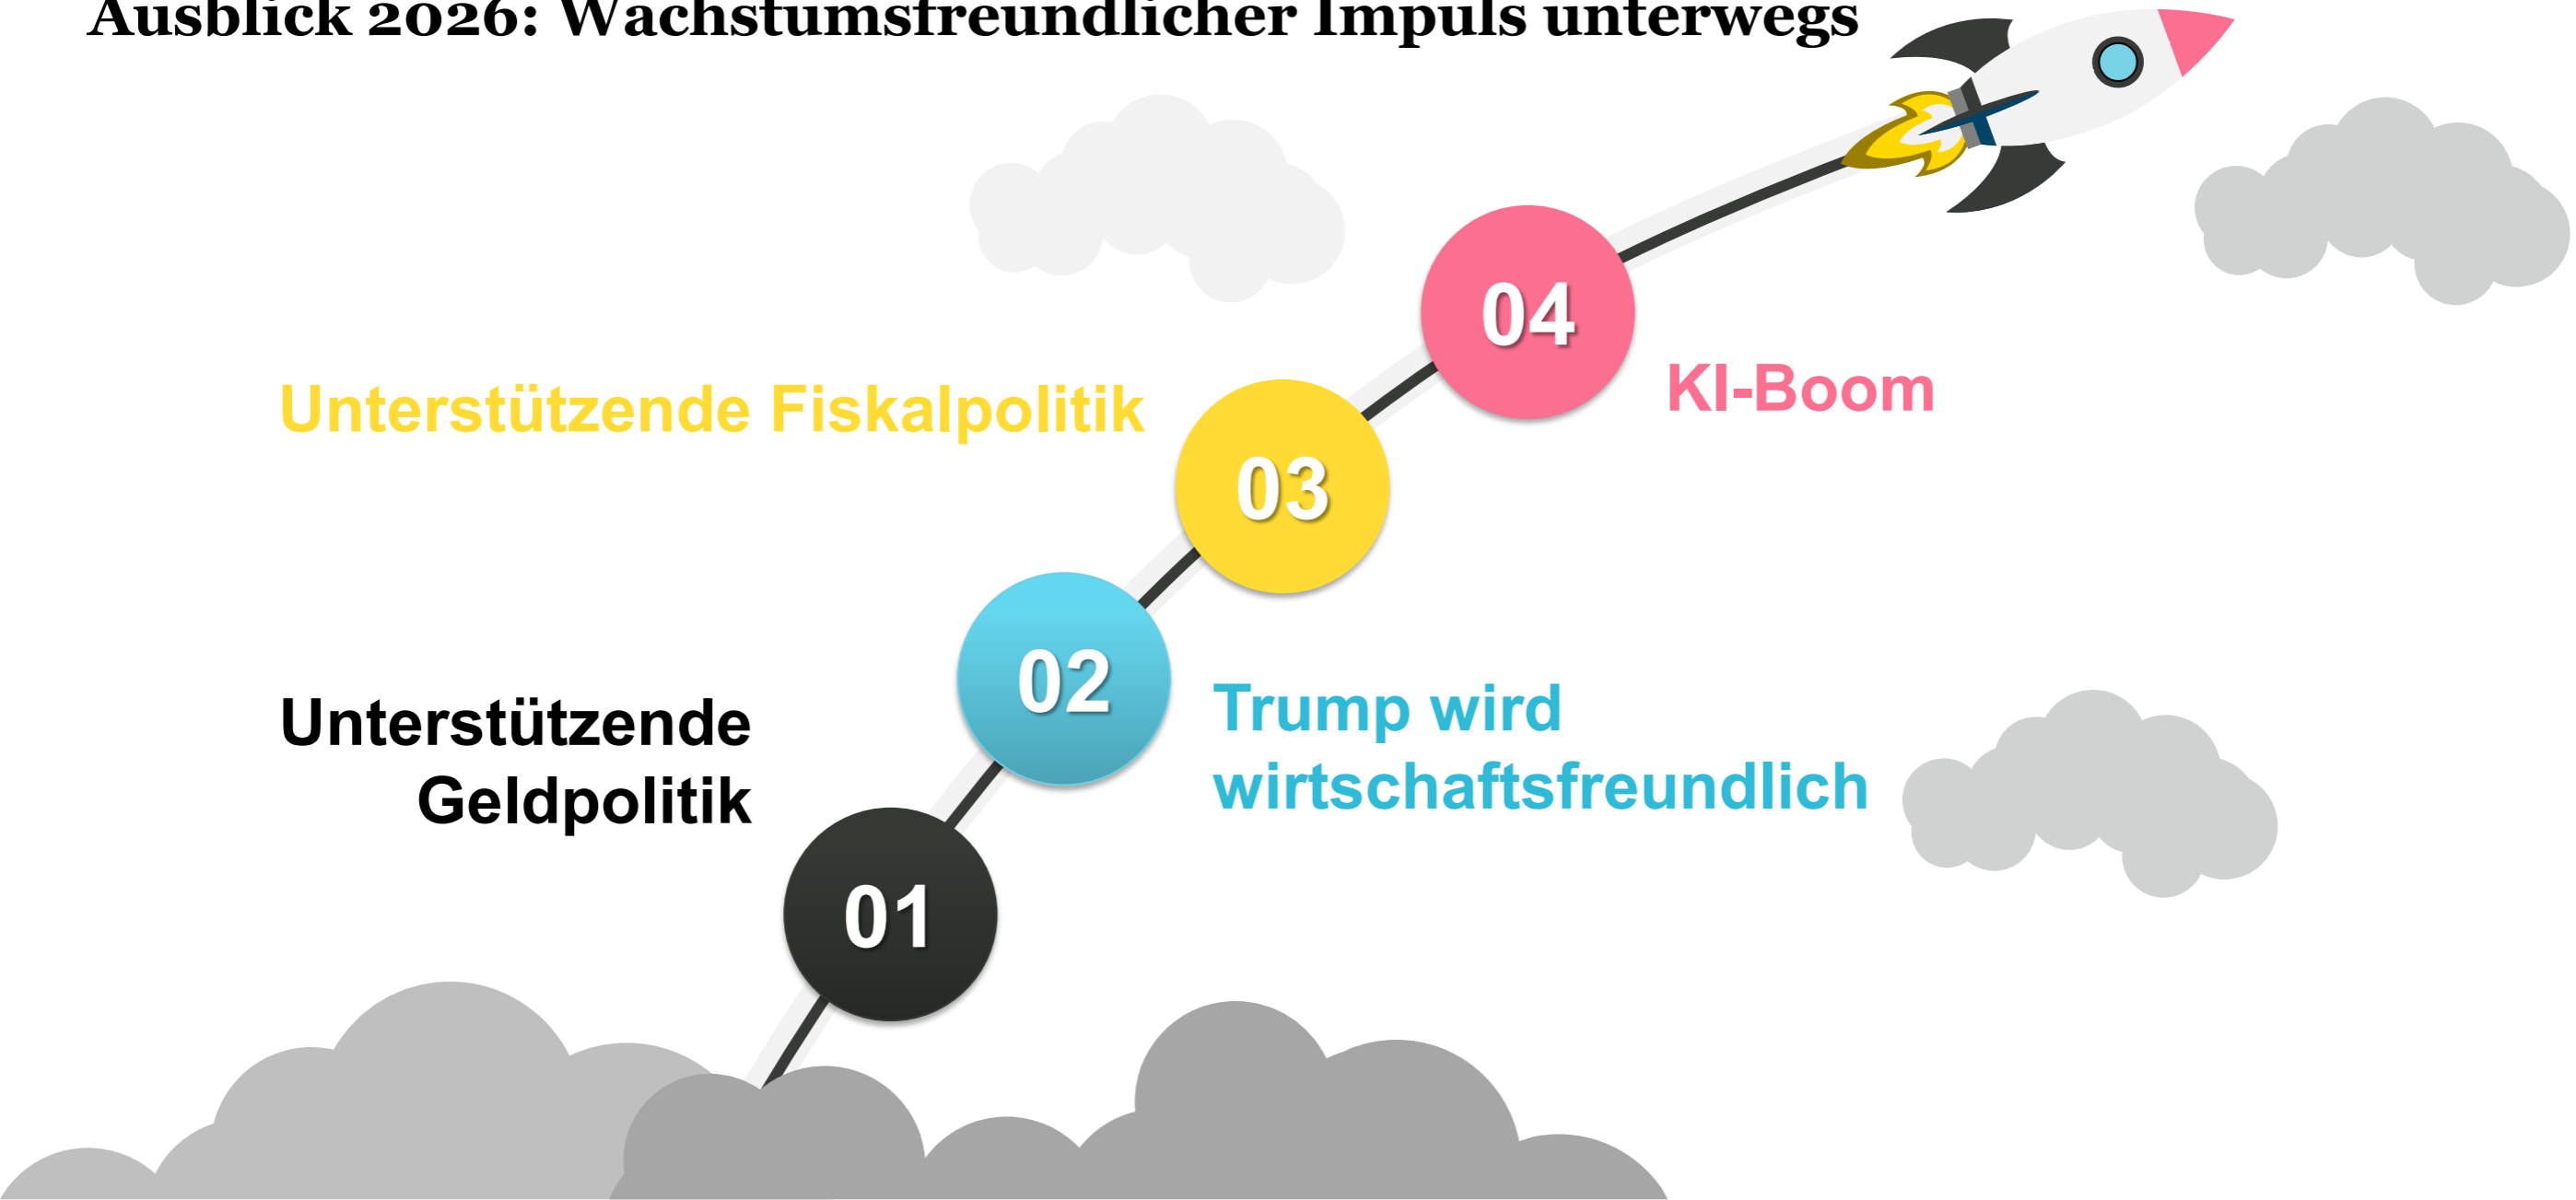 Ausblick 2026: Wachstumsfreundlicher Impuls unterwegs
04
KI-Boom
Unterstützende Fiskalpolitik
03
02
Trump wird
wirtschaftsfreundlich
Unterstützende
Geldpolitik
01